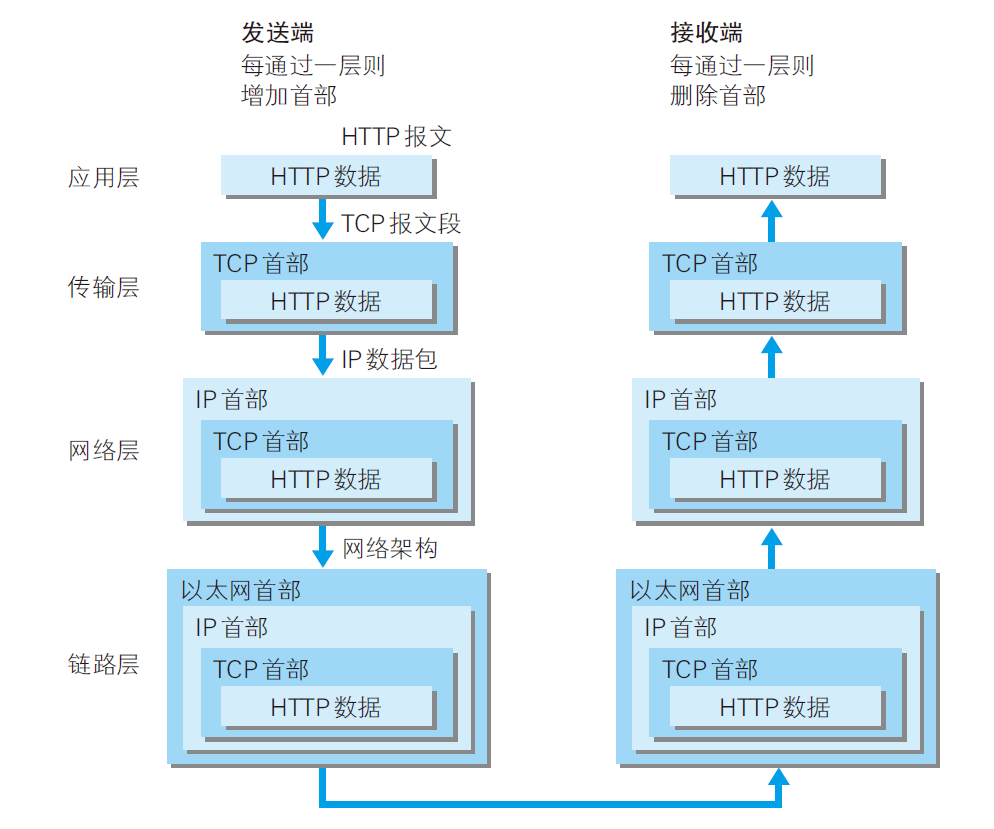 发送端
每通过一层则
增加首部
接收端
每通过一层则
删除首部
HTTP 报文
应用层
HTTP 数据
HTTP 数据
TCP 报文段
传输层
TCP 首部
HTTP 数据
TCP 首部
HTTP 数据
IP 数据包
网络层
IP 首部
TCP 首部
HTTP 数据
IP 首部
TCP 首部
HTTP 数据
网络架构
链路层
以太网首部
IP 首部
TCP 首部
HTTP 数据
以太网首部
IP 首部
TCP 首部
HTTP 数据